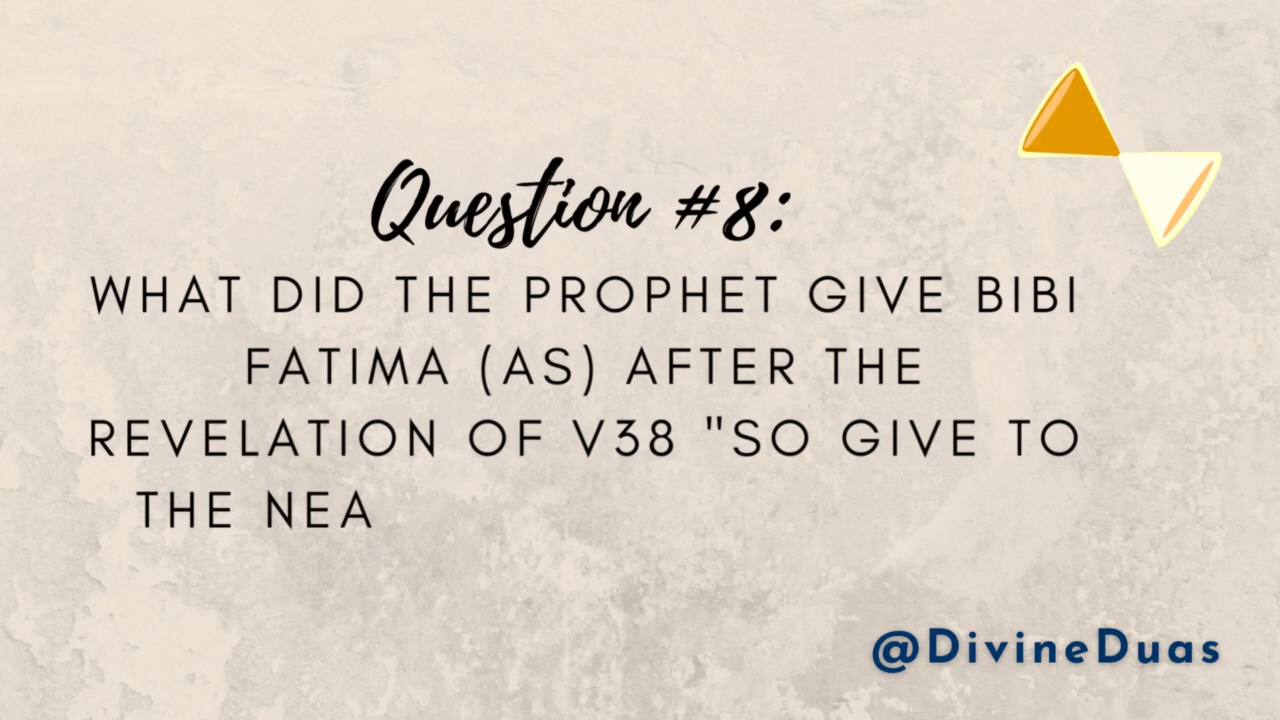 Question #8:
WHAT DID THE PROPHET GIVE BIBI
FATIMA (AS) AFTER THE
REVELATION OF V38 "SO GIVE TO
THE NEA
@DivineDuas